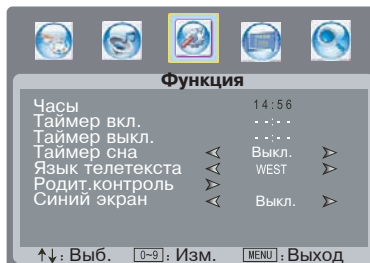 Функция
Часы 14:56
Таймер вкл. --:--
Таймер выкл. --:--
Таймер сна Выкл.
Язык телетекста WEST
Родит.контроль
Синий экран Выкл.
↑↓: Выб. 0~9: Изм. MENU: Выход